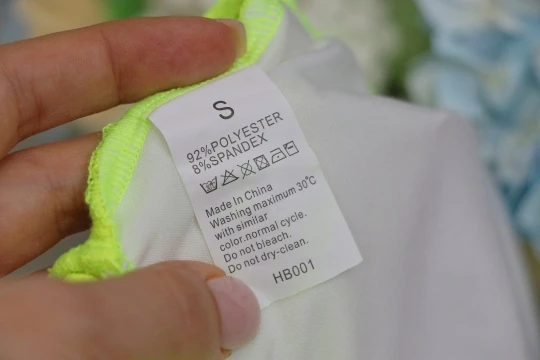 S
92%POLYESTER
8%SPANDEX
Made In China
Washing maximum 30℃
with similar
color.normal cycle.
Do not bleach.
Do not dry-clean.
HB001